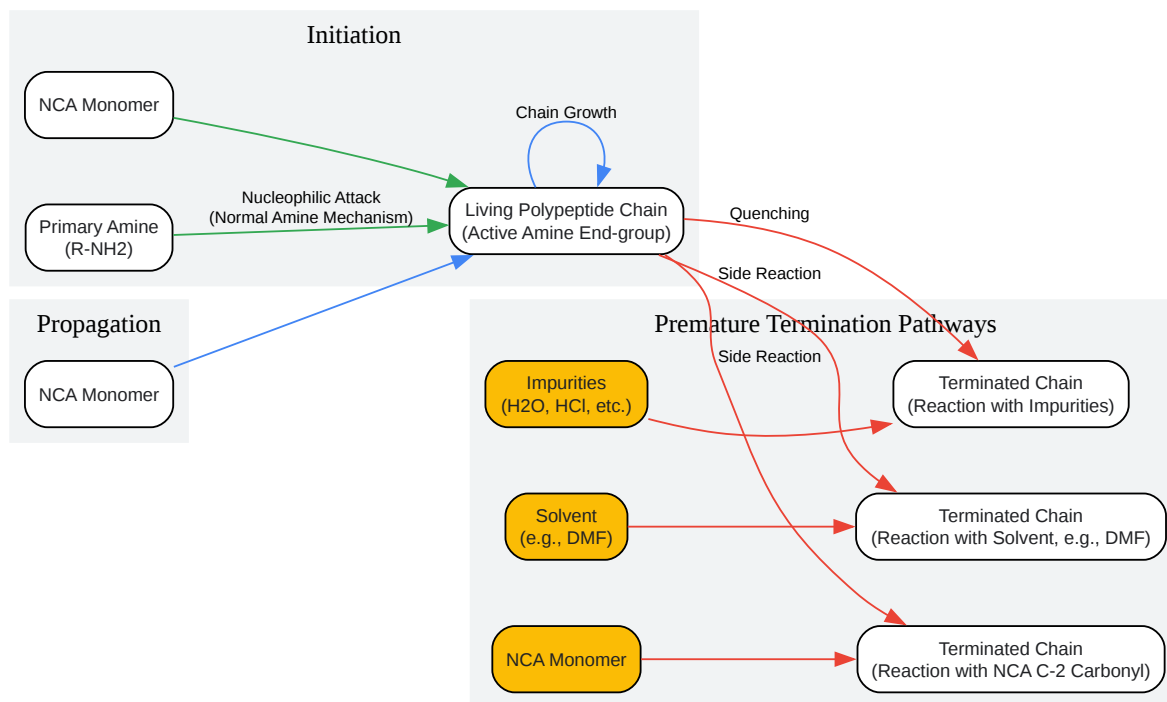 Initiation
NCA Monomer
Chain Growth
Nucleophilic Attack
(Normal Amine Mechanism)
Primary Amine
(R-NH2)
Living Polypeptide Chain
(Active Amine End-group)
Quenching
Side Reaction
Side Reaction
Propagation
NCA Monomer
Premature Termination Pathways
Impurities
(H2O, HCl, etc.)
Terminated Chain
(Reaction with Impurities)
Solvent
(e.g., DMF)
Terminated Chain
(Reaction with Solvent, e.g., DMF)
NCA Monomer
Terminated Chain
(Reaction with NCA C-2 Carbonyl)